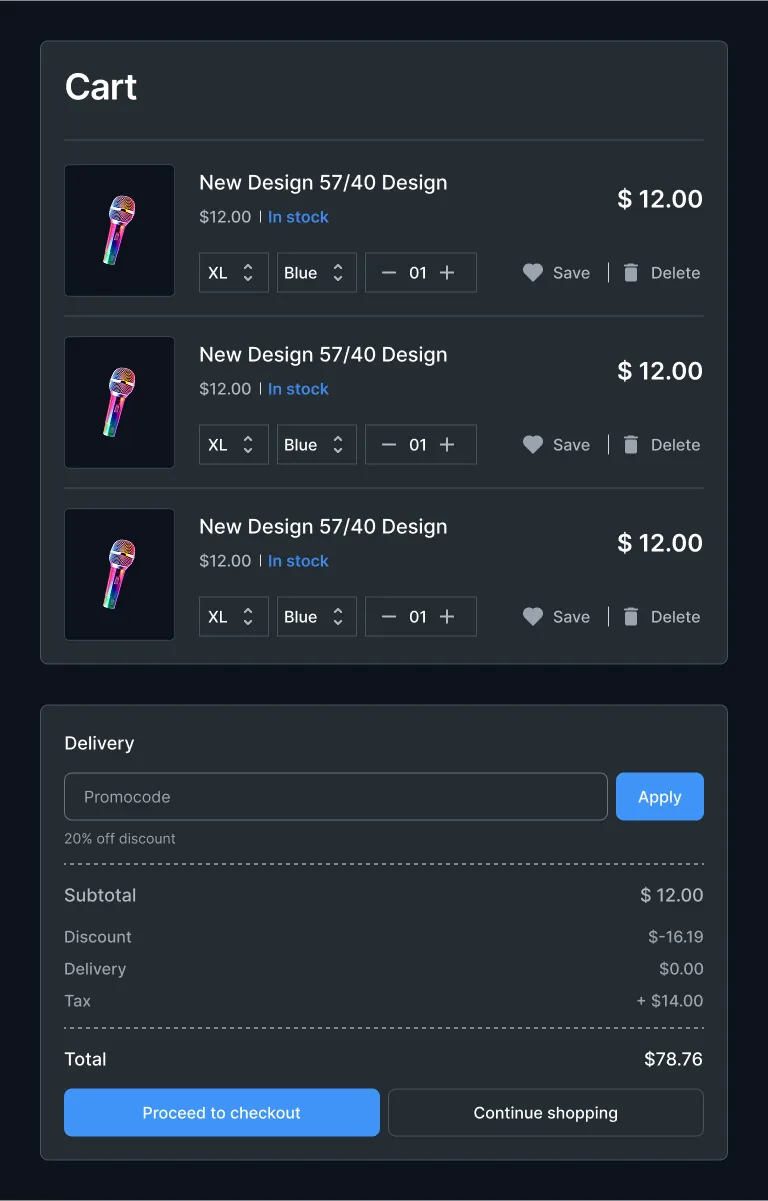 Cart
New Design 57/40 Design
$ 12.00
$12.00 | In stock
XL Blue 01 Save | Delete
New Design 57/40 Design
$ 12.00
$12.00 | In stock
XL Blue 01 Save | Delete
New Design 57/40 Design
$ 12.00
$12.00 | In stock
XL Blue 01 Save | Delete
Delivery
Promocode Apply
20% off discount
Subtotal $ 12.00
Discount $-16.19
Delivery $0.00
Tax + $14.00
Total $78.76
Proceed to checkout Continue shopping